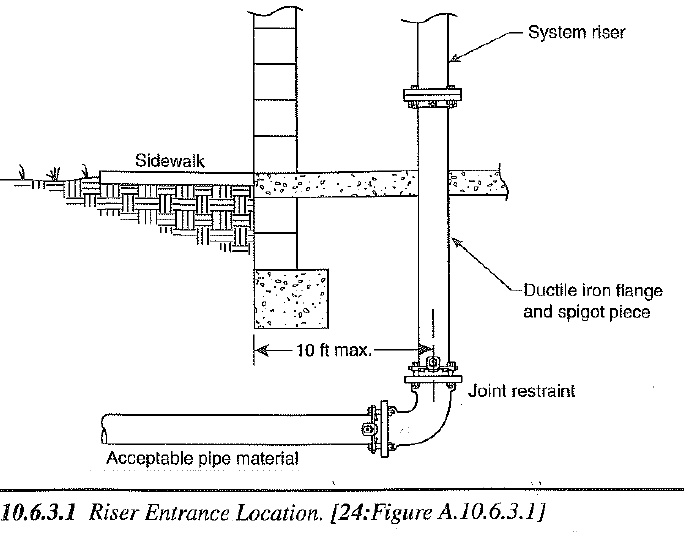 System riser
Sidewalk
Ductile iron flange
and spigot piece
10 ft max.
Joint restraint
Acceptable pipe material
10.6.3.1 Riser Entrance Location. [24:Figure A.10.6.3.1]